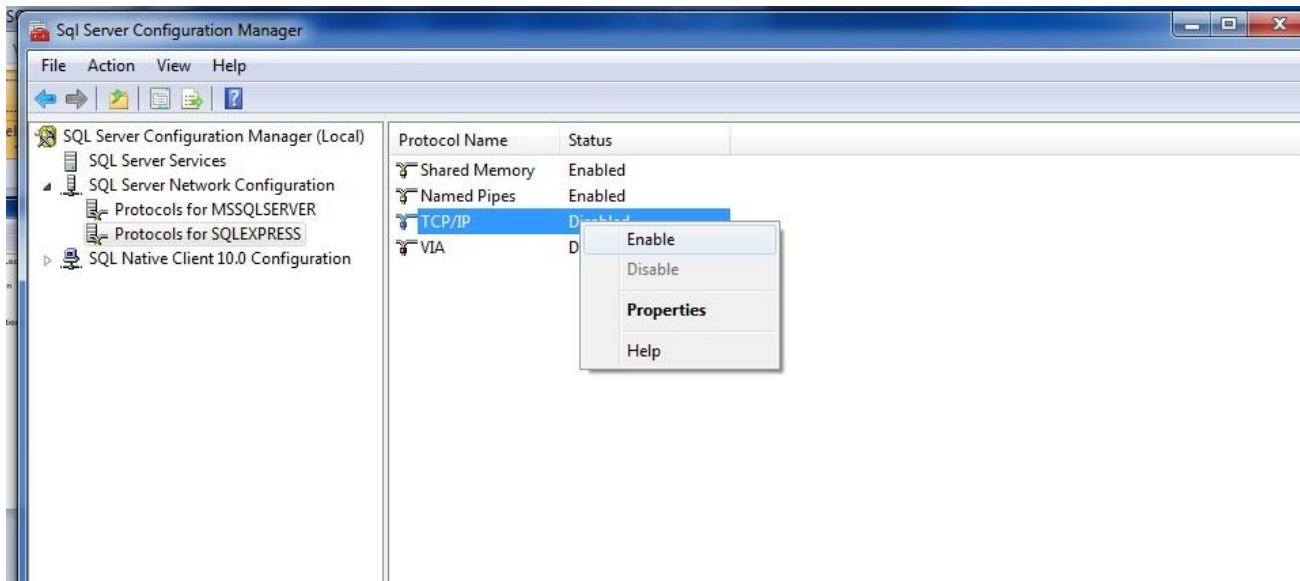 Sql Server Configuration Manager
File Action View Help
SQL Server Configuration Manager (Local)
SQL Server Services
SQL Server Network Configuration
Protocols for MSSQLSERVER
Protocols for SQLEXPRESS
SQL Native Client 10.0 Configuration
Protocol Name Status
Shared Memory Enabled
Named Pipes Enabled
TCP/IP Disabled
VIA D
Enable
Disable
Properties
Help